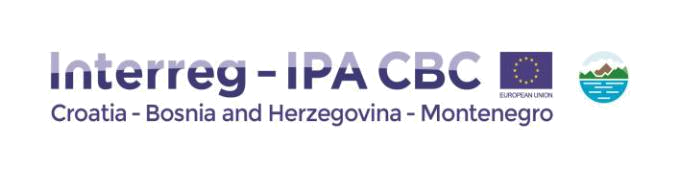 Interreg - IPA CBC
EUROPEAN UNION
Croatia - Bosnia and Herzegovina - Montenegro